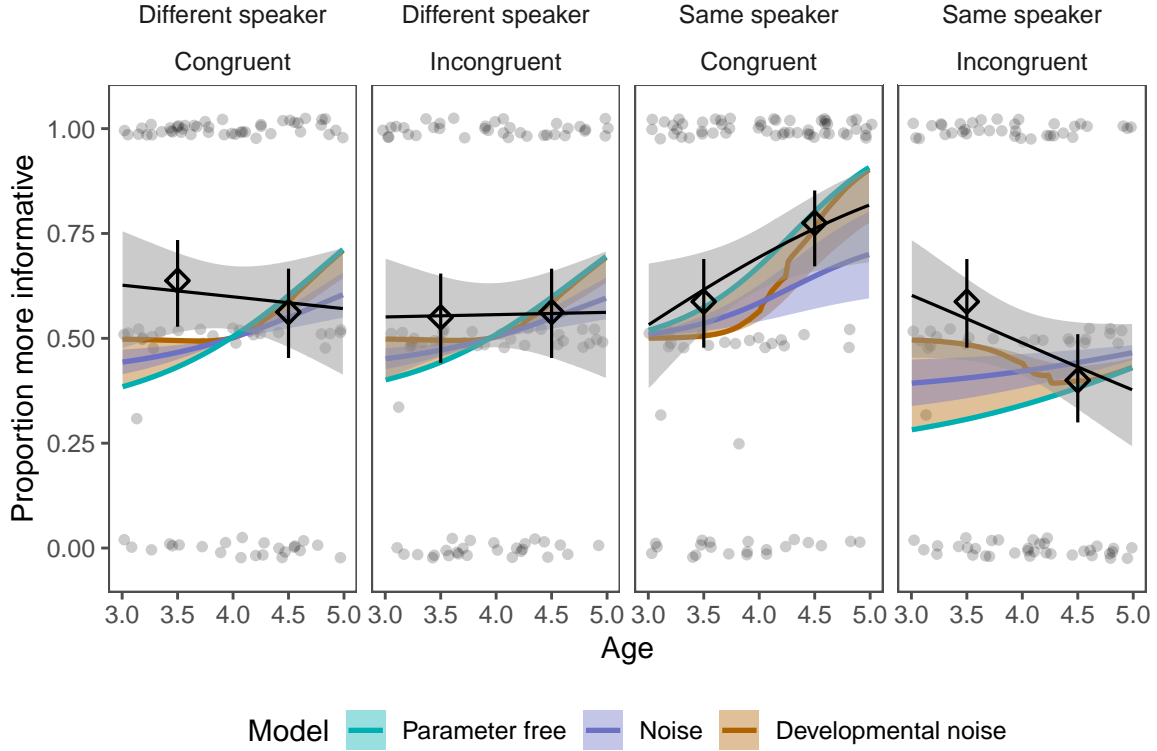 Different speaker Different speaker Same speaker Same speaker
Congruent Incongruent Congruent Incongruent
Proportion more informative
1.00
0.75
0.50
0.25
0.00
3.0 3.5 4.0 4.5 5.0 3.0 3.5 4.0 4.5 5.0 3.0 3.5 4.0 4.5 5.0 3.0 3.5 4.0 4.5 5.0
Age
Model Parameter free Noise Developmental noise